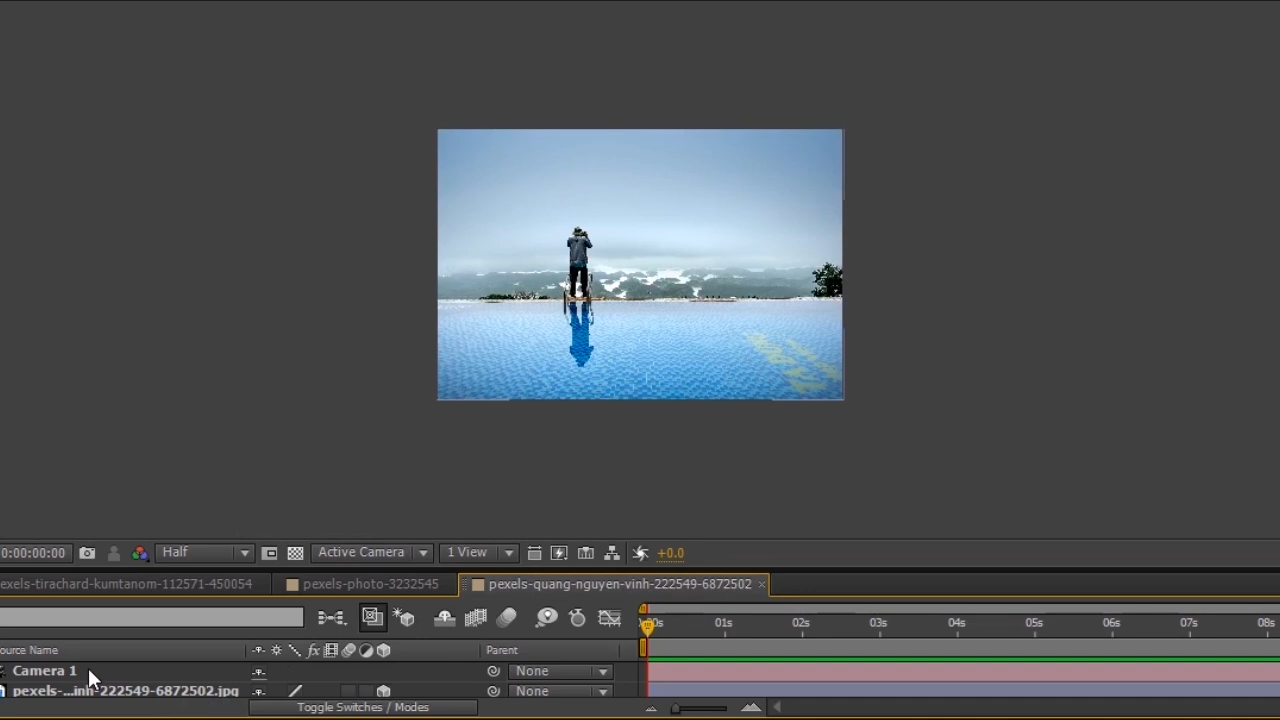 0:00:00:00 Half Active Camera 1 View +0.0
exels-tirachard-kumtanom-112571-450054 pexels-photo-3232545 pexels-quang-nguyen-vinh-222549-6872502 ×
00s 01s 02s 03s 04s 05s 06s 07s 08s
ource Name fx Parent
Camera 1 None
pexels-...inh-222549-6872502.jpg None
Toggle Switches / Modes